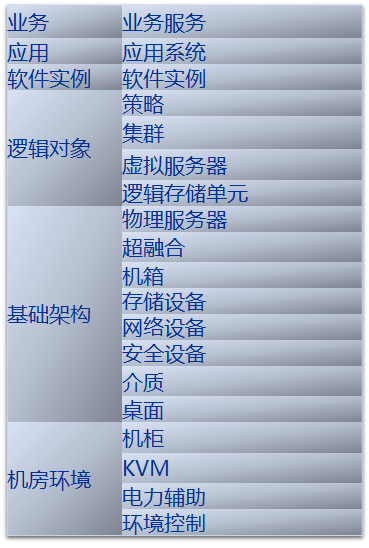 业务 业务服务
应用 应用系统
软件实例 软件实例
逻辑对象 策略
集群
虚拟服务器
逻辑存储单元
基础架构 物理服务器
超融合
机箱
存储设备
网络设备
安全设备
介质
桌面
机房环境 机柜
KVM
电力辅助
环境控制